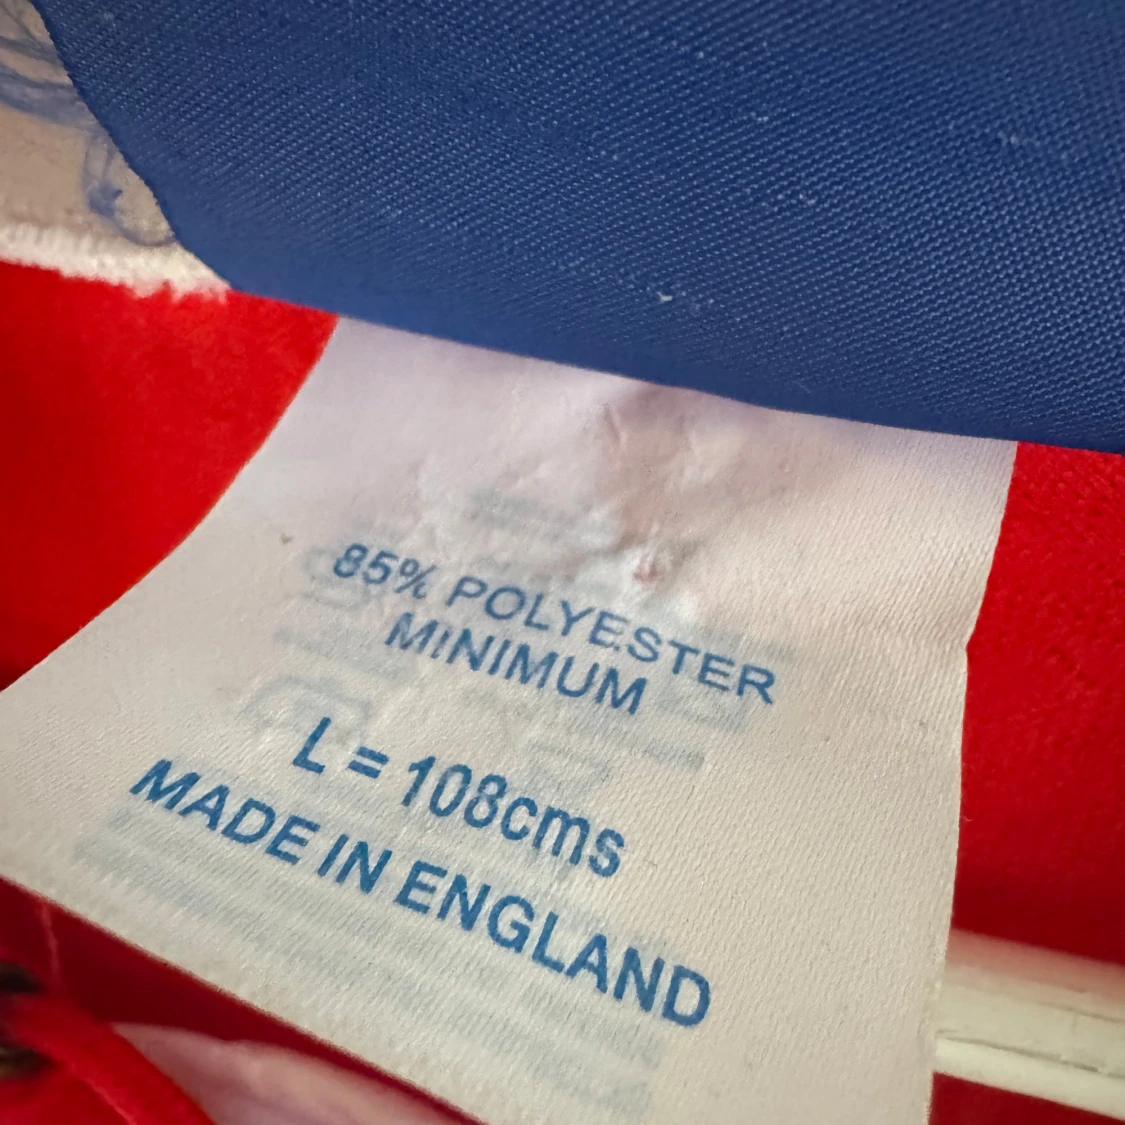 85% POLYESTER
MINIMUM
L = 108cms
MADE IN ENGLAND